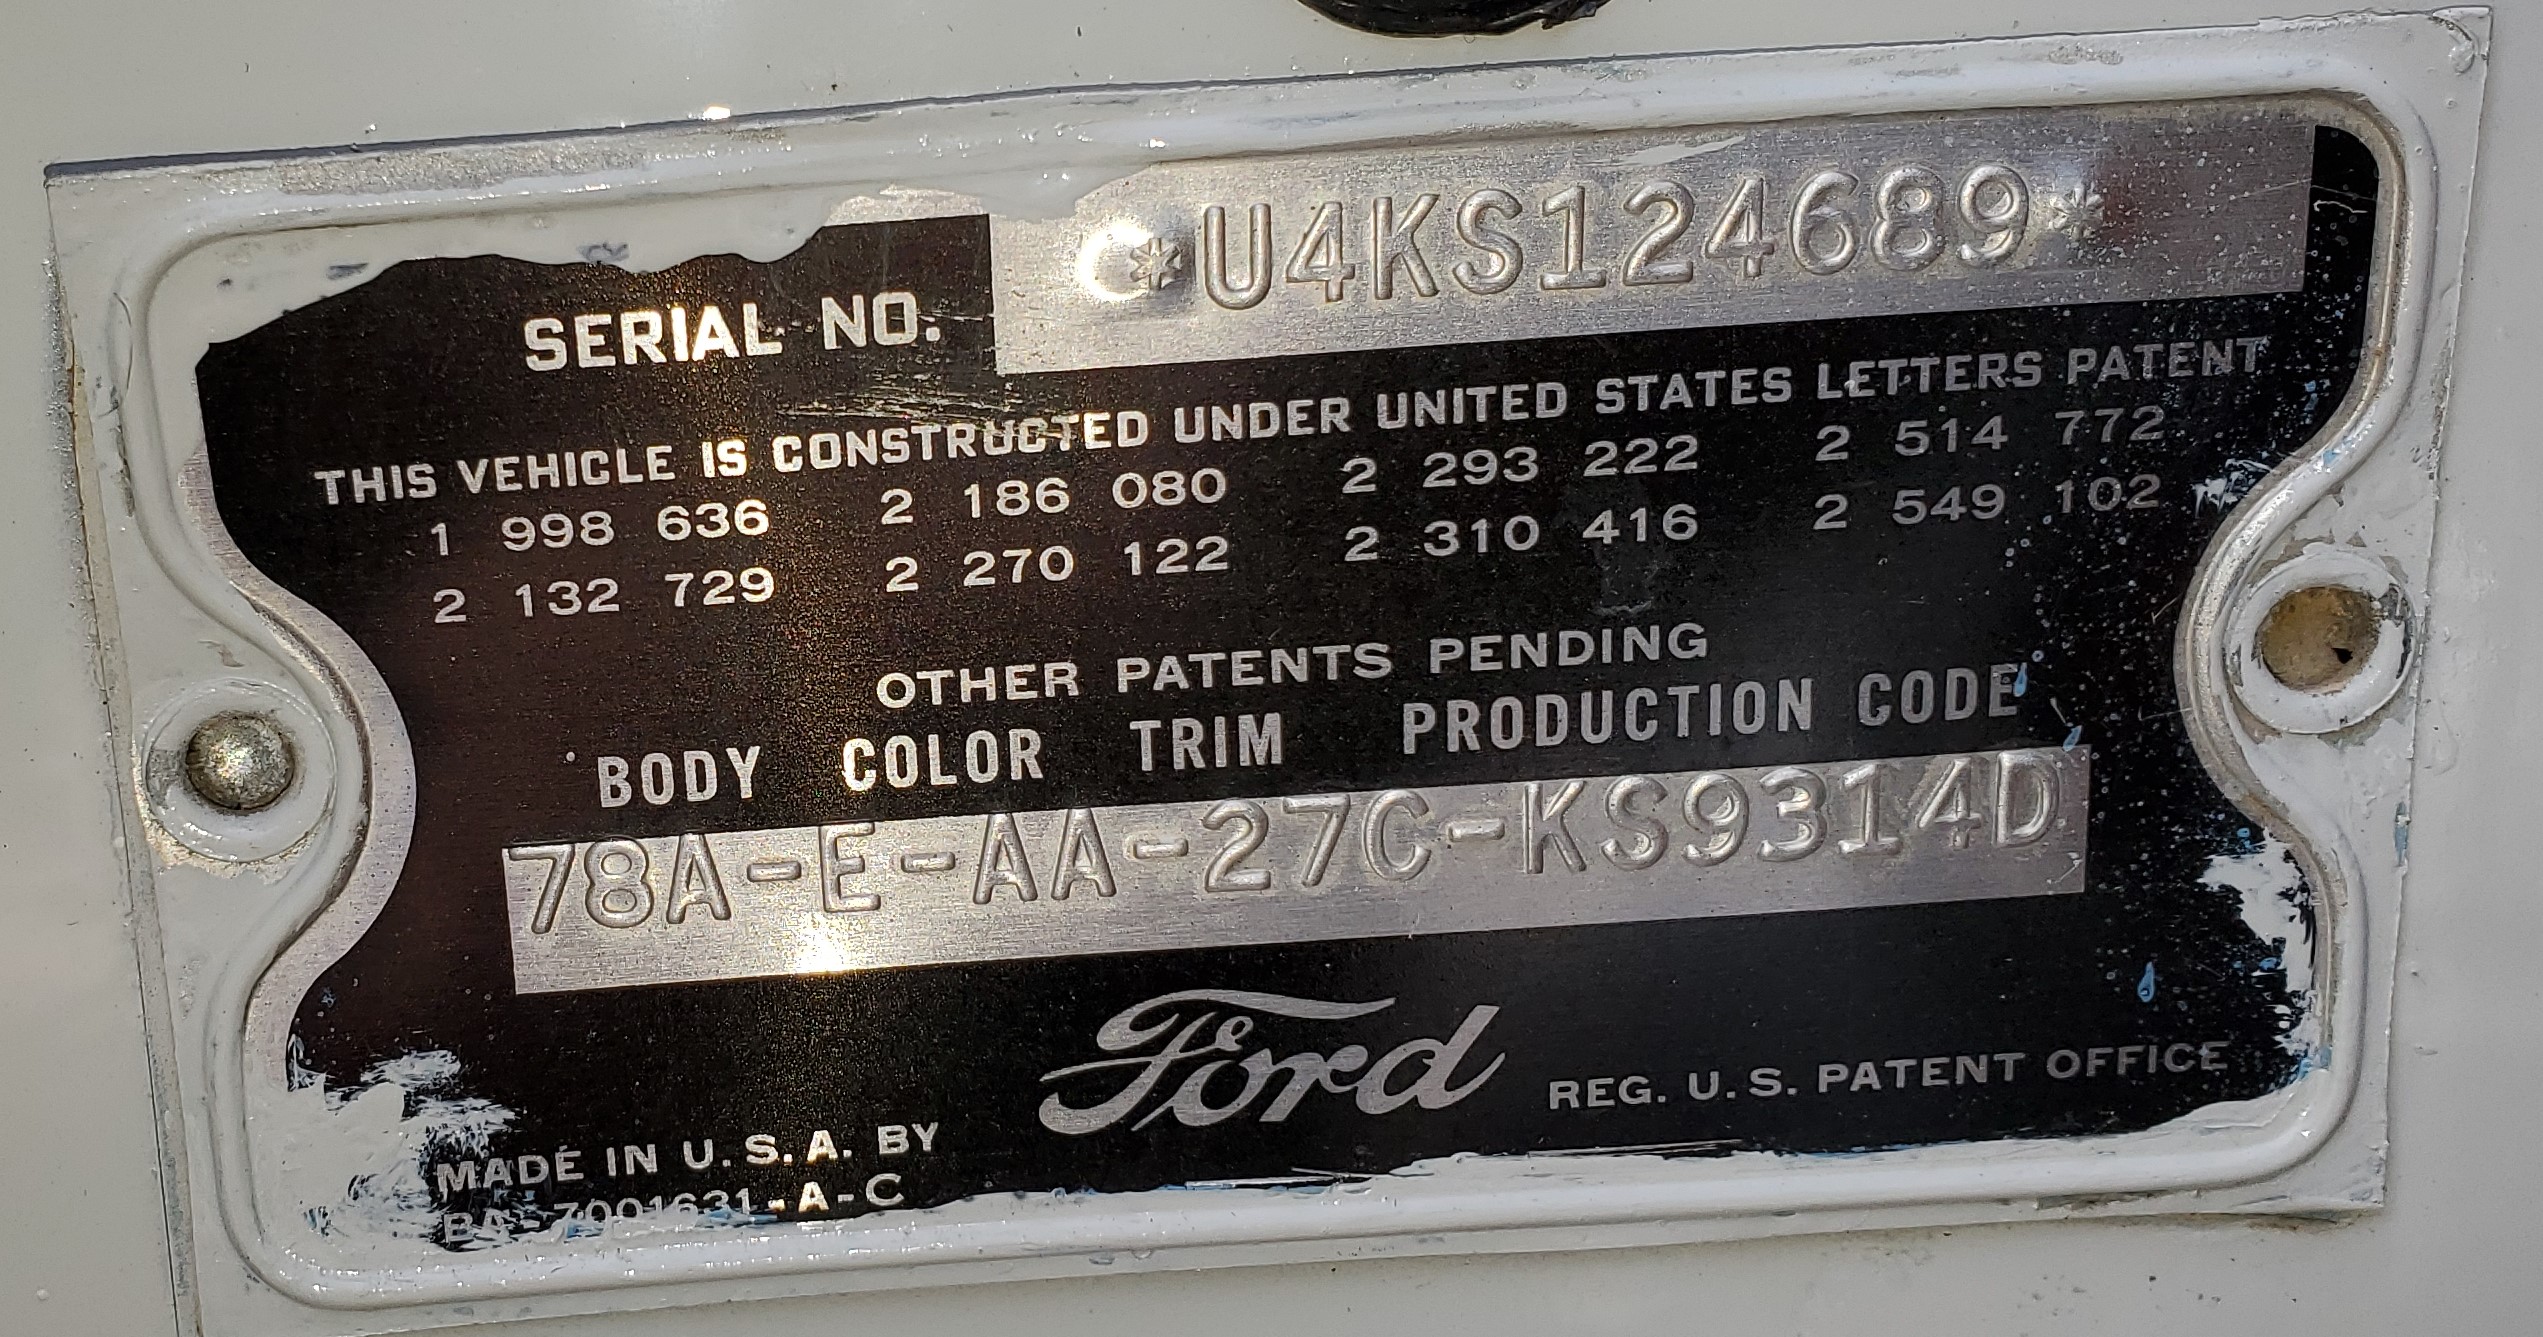 SERIAL NO. *U4KS124689*
THIS VEHICLE IS CONSTRUCTED UNDER UNITED STATES LETTERS PATENT
1 998 636 2 186 080 2 293 222 2 514 772
2 132 729 2 270 122 2 310 416 2 549 102
OTHER PATENTS PENDING
BODY COLOR TRIM PRODUCTION CODE
78A-E-AA-27C-KS9314D
Ford REG. U.S. PATENT OFFICE
MADE IN U.S.A. BY
BA-7001631-A-C